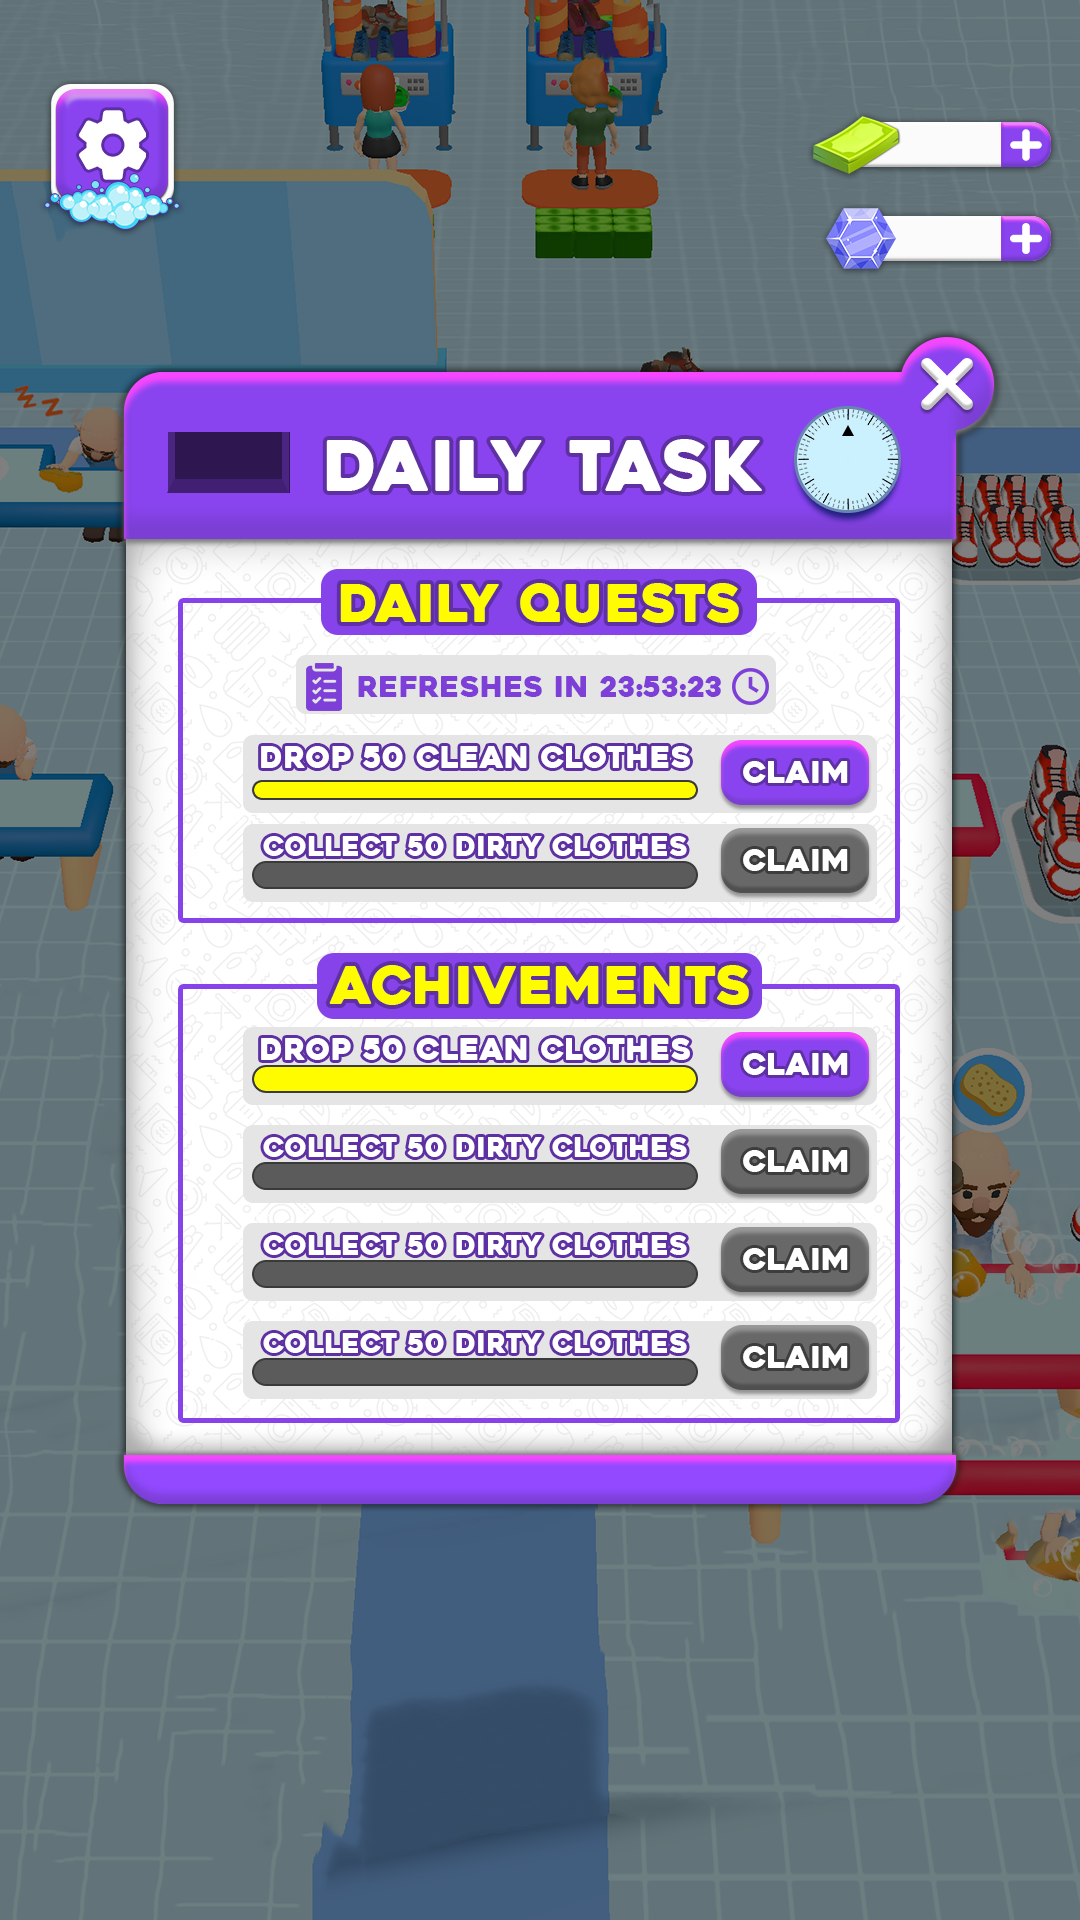 Z
Z
DAILY TASK
DAILY QUESTS
REFRESHES IN 23:53:23
DROP 50 CLEAN CLOTHES
CLAIM
COLLECT 50 DIRTY CLOTHES
CLAIM
ACHIVEMENTS
DROP 50 CLEAN CLOTHES
CLAIM
COLLECT 50 DIRTY CLOTHES
CLAIM
COLLECT 50 DIRTY CLOTHES
CLAIM
COLLECT 50 DIRTY CLOTHES
CLAIM